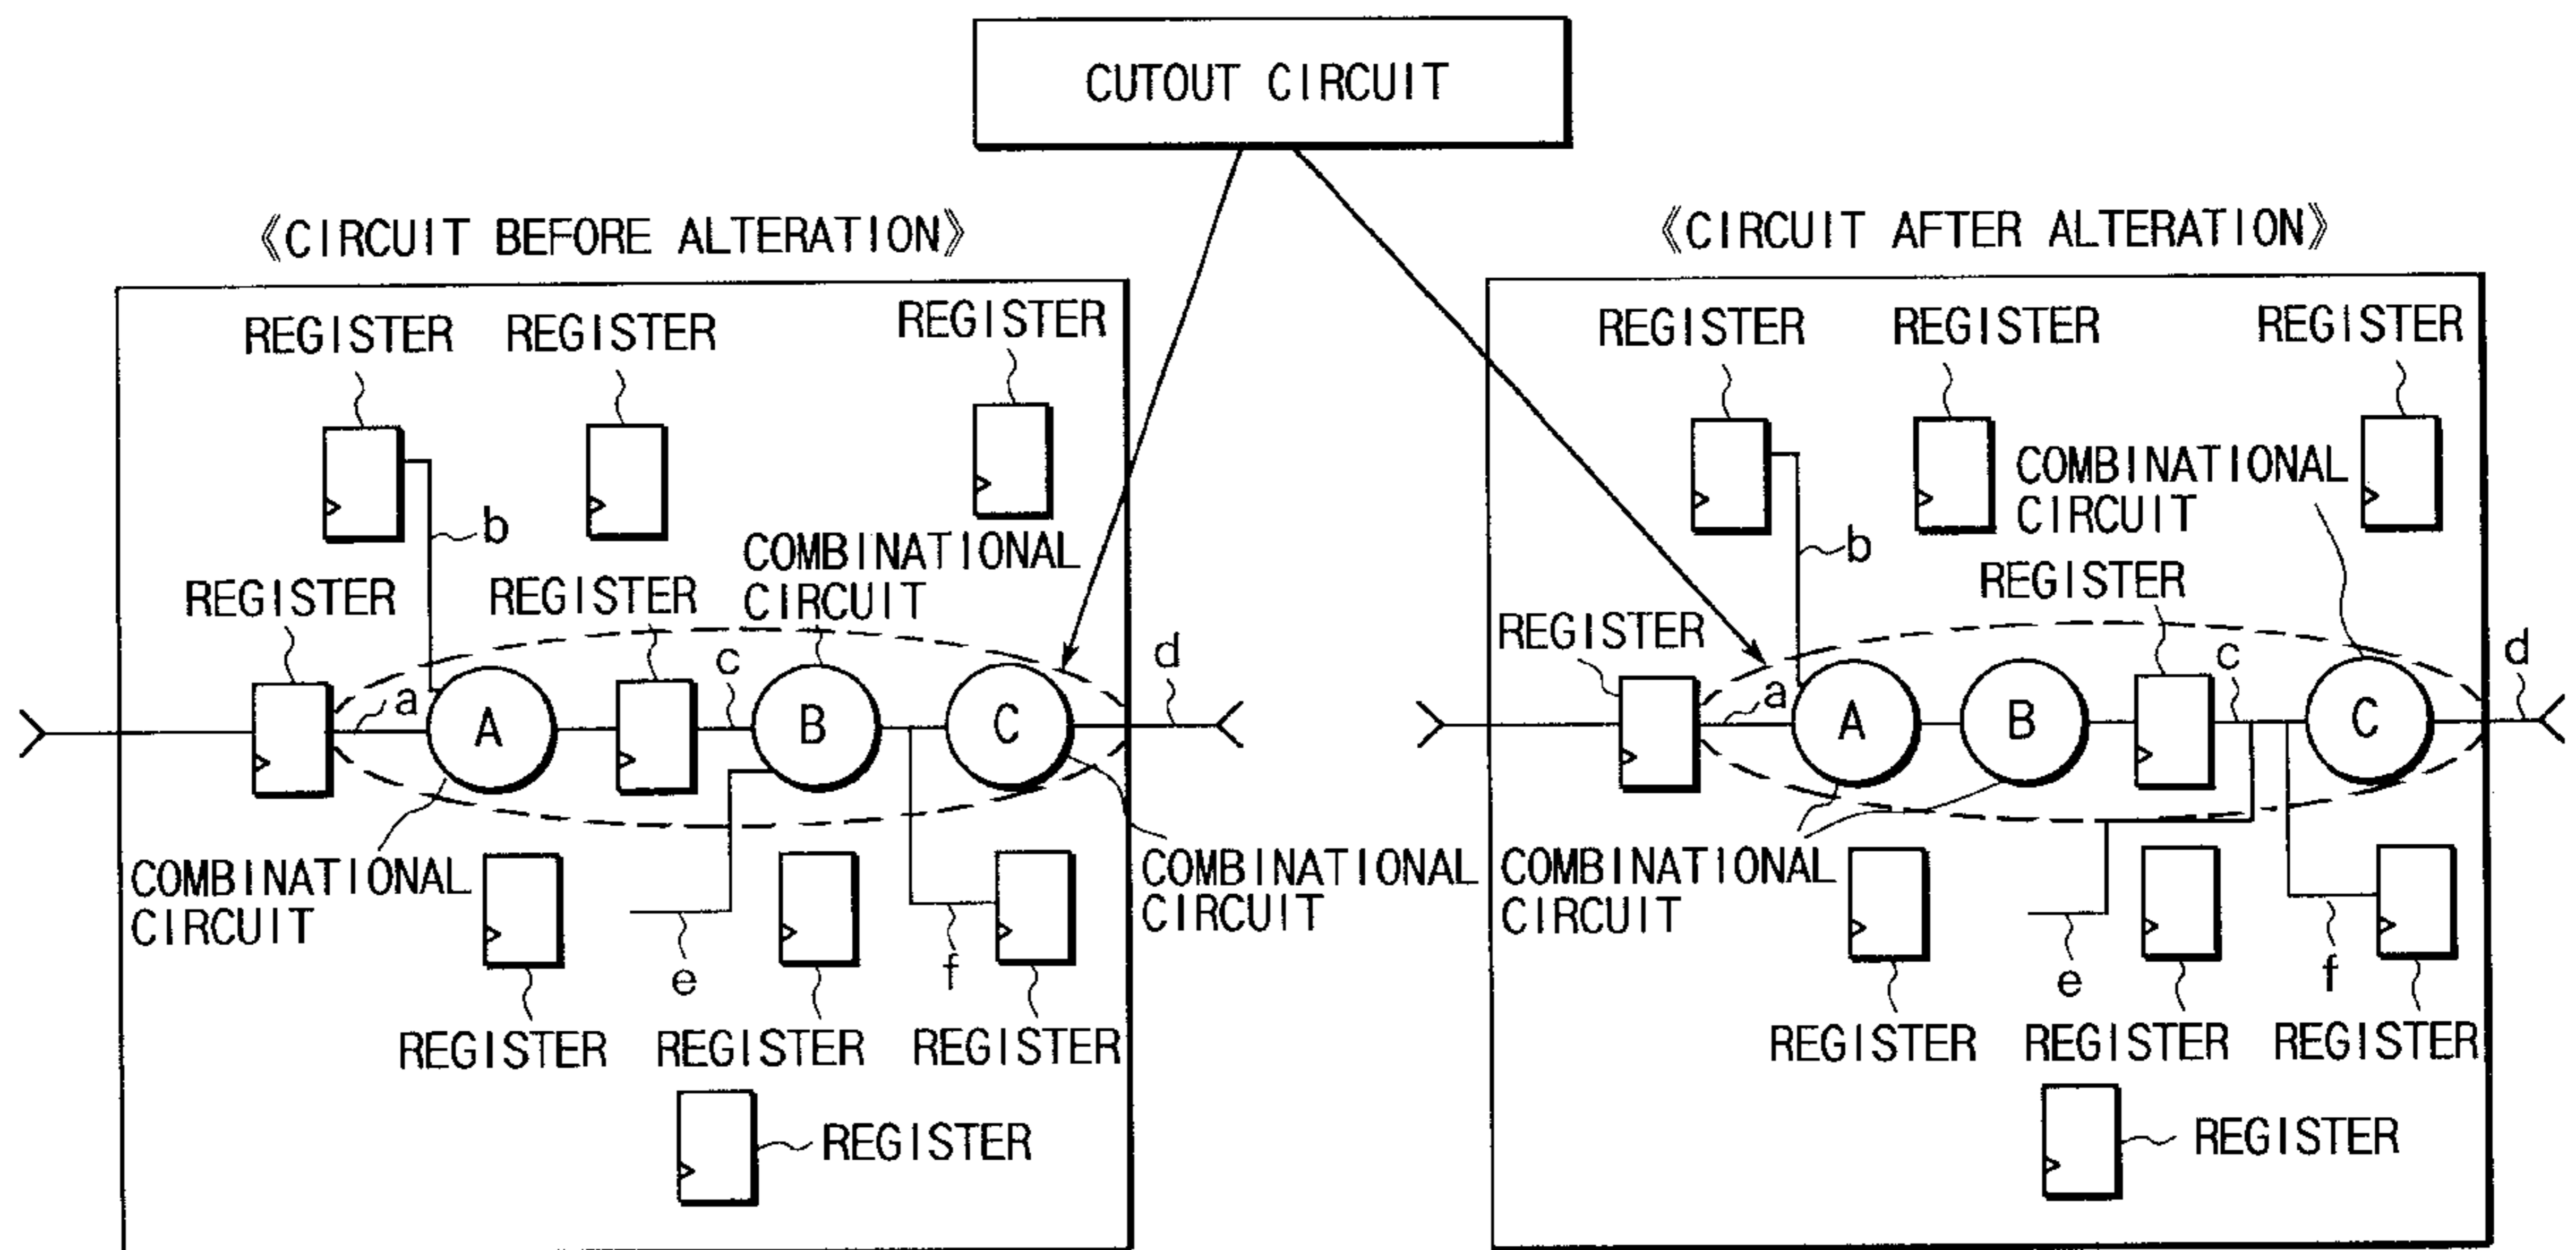 CUTOUT CIRCUIT
《CIRCUIT BEFORE ALTERATION》
REGISTER
REGISTER
REGISTER
b
COMBINATIONAL
CIRCUIT
REGISTER
REGISTER
a
A
c
B
C
d
COMBINATIONAL
CIRCUIT
COMBINATIONAL
CIRCUIT
e
f
REGISTER
REGISTER
REGISTER
REGISTER
《CIRCUIT AFTER ALTERATION》
REGISTER
REGISTER
REGISTER
COMBINATIONAL
CIRCUIT
b
REGISTER
REGISTER
a
A
B
c
C
d
COMBINATIONAL
CIRCUIT
e
f
REGISTER
REGISTER
REGISTER
REGISTER